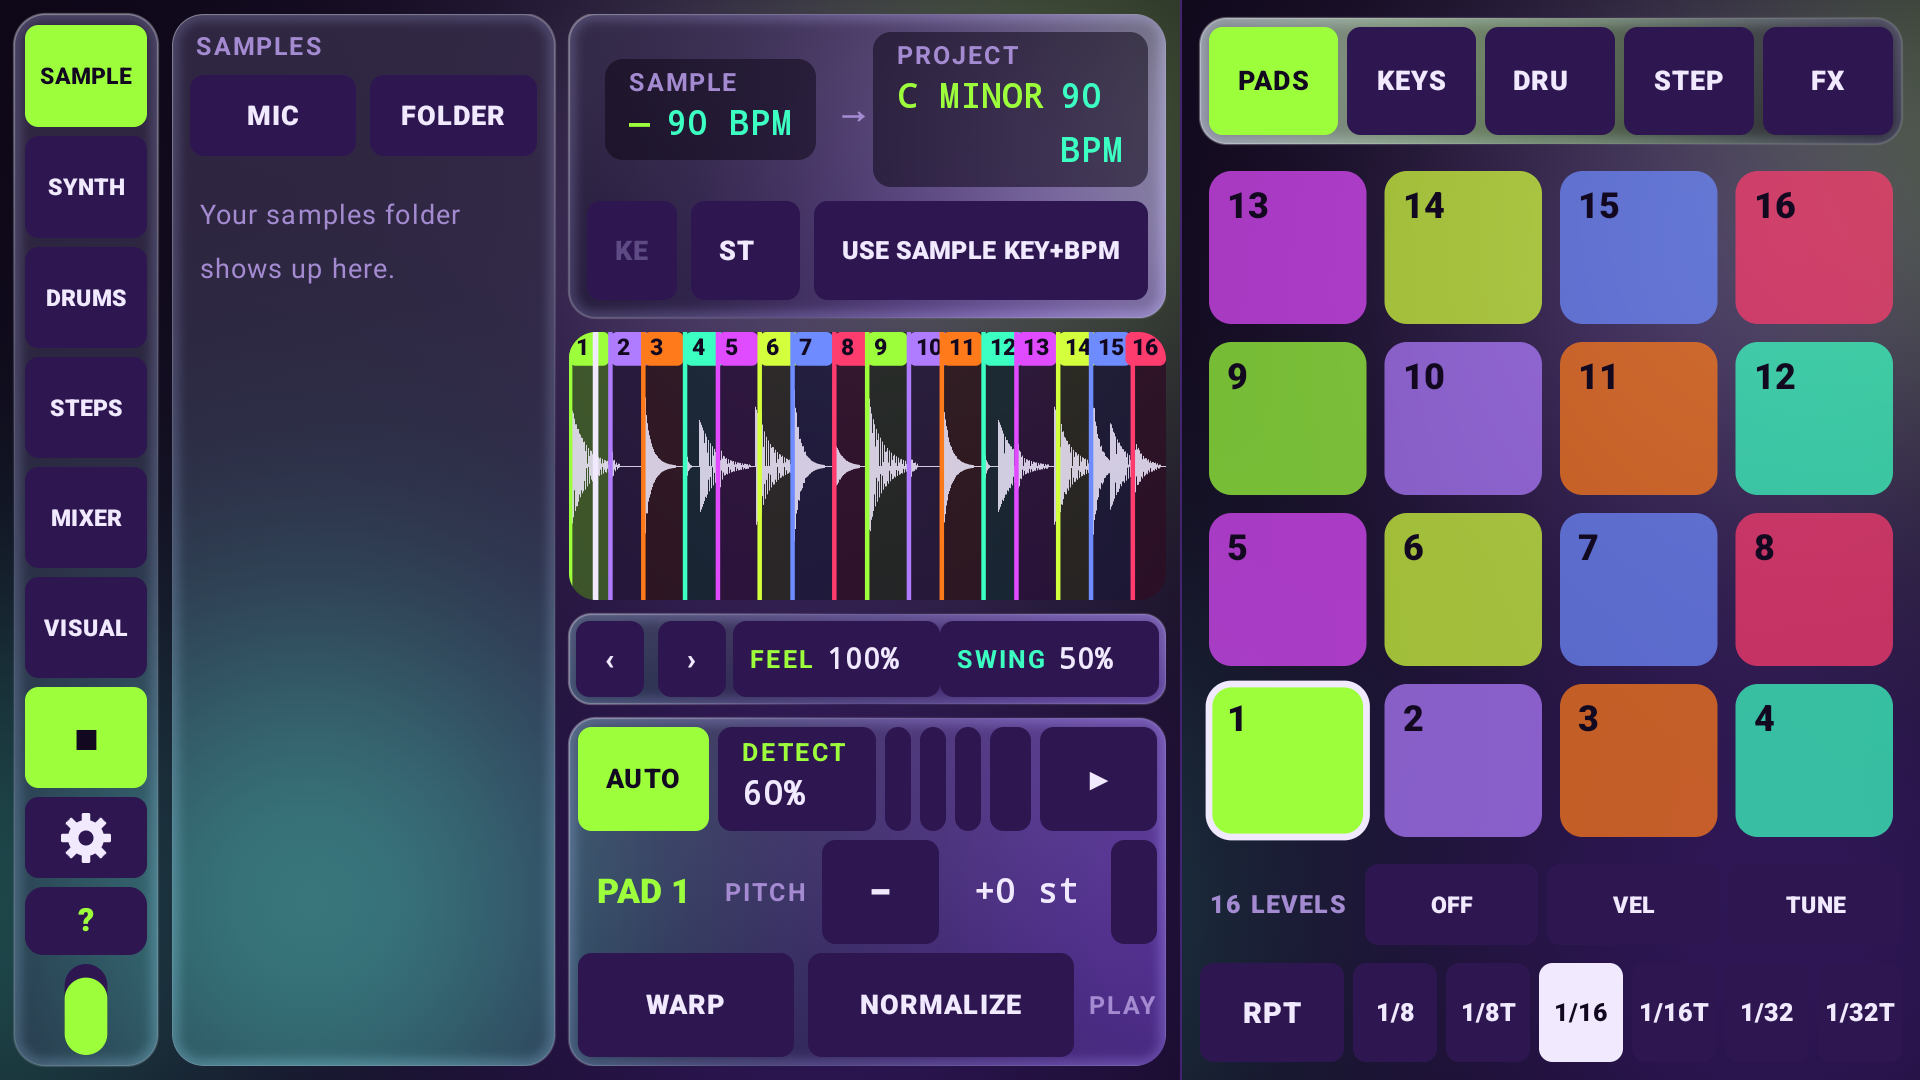 SAMPLE
SYNTH
DRUMS
STEPS
MIXER
VISUAL
?
SAMPLES
MIC
FOLDER
Your samples folder
shows up here.
SAMPLE
– 90 BPM
→
PROJECT
C MINOR 90
BPM
KE
ST
USE SAMPLE KEY+BPM
1 2 3 4 5 6 7 8 9 10 11 12 13 14 15 16
‹ ›
FEEL 100%
SWING 50%
AUTO
DETECT
60%
PAD 1
PITCH
–
+0 st
WARP
NORMALIZE
PLAY
PADS
KEYS
DRU
STEP
FX
13 14 15 16
9 10 11 12
5 6 7 8
1 2 3 4
16 LEVELS
OFF
VEL
TUNE
RPT
1/8
1/8T
1/16
1/16T
1/32
1/32T